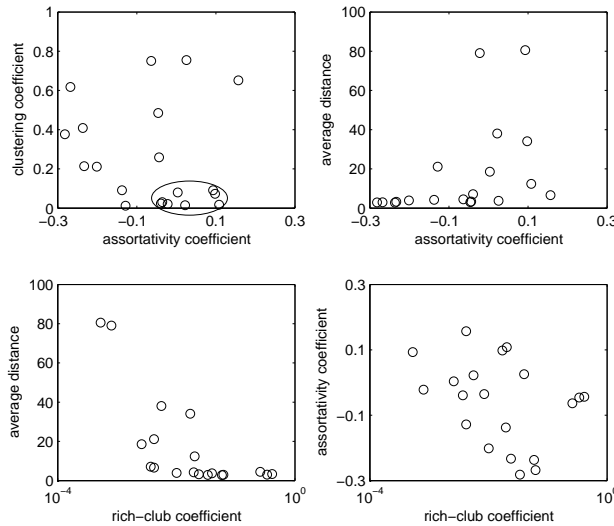 1
0.8
0.6
0.4
0.2
0
−0.3 −0.1 0.1 0.3
assortativity coefficient
clustering coefficient
100
80
60
40
20
0
−0.3 −0.1 0.1 0.3
assortativity coefficient
average distance
100
80
60
40
20
0
10−4 100
rich−club coefficient
average distance
0.3
0.1
−0.1
−0.3
10−4 100
rich−club coefficient
assortativity coefficient